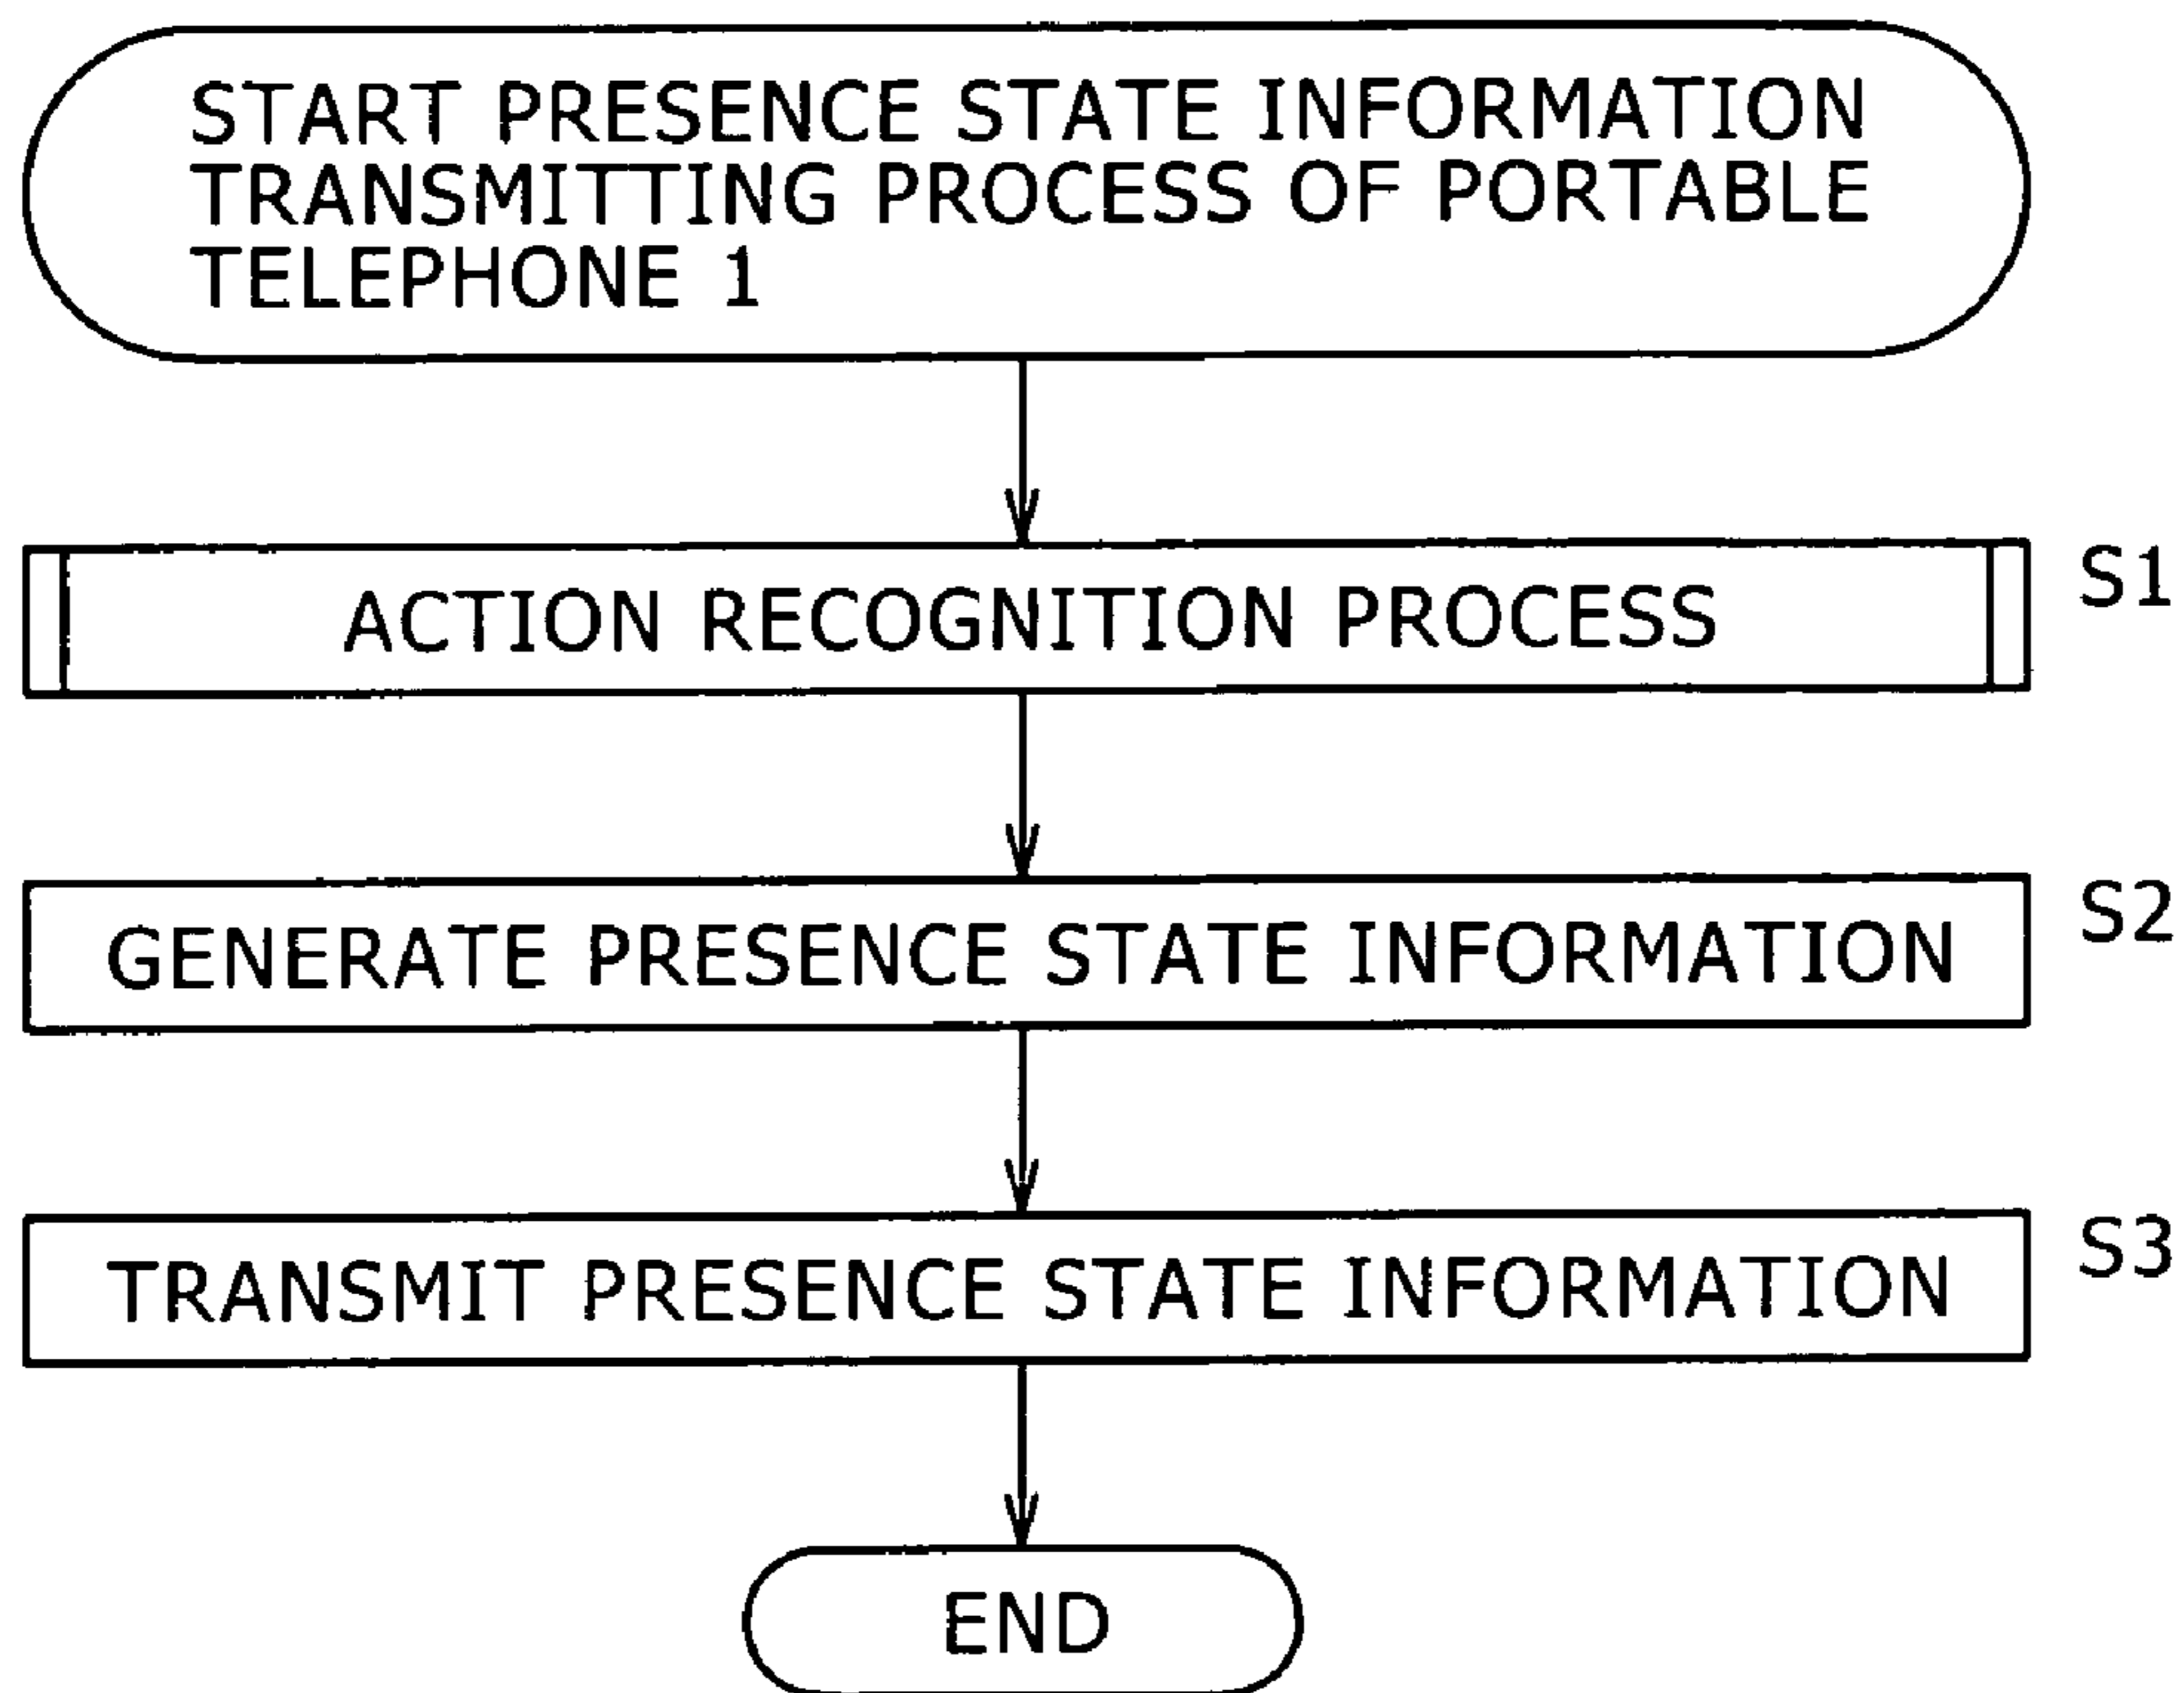 START PRESENCE STATE INFORMATION
TRANSMITTING PROCESS OF PORTABLE
TELEPHONE 1
ACTION RECOGNITION PROCESS
S1
GENERATE PRESENCE STATE INFORMATION
S2
TRANSMIT PRESENCE STATE INFORMATION
S3
END